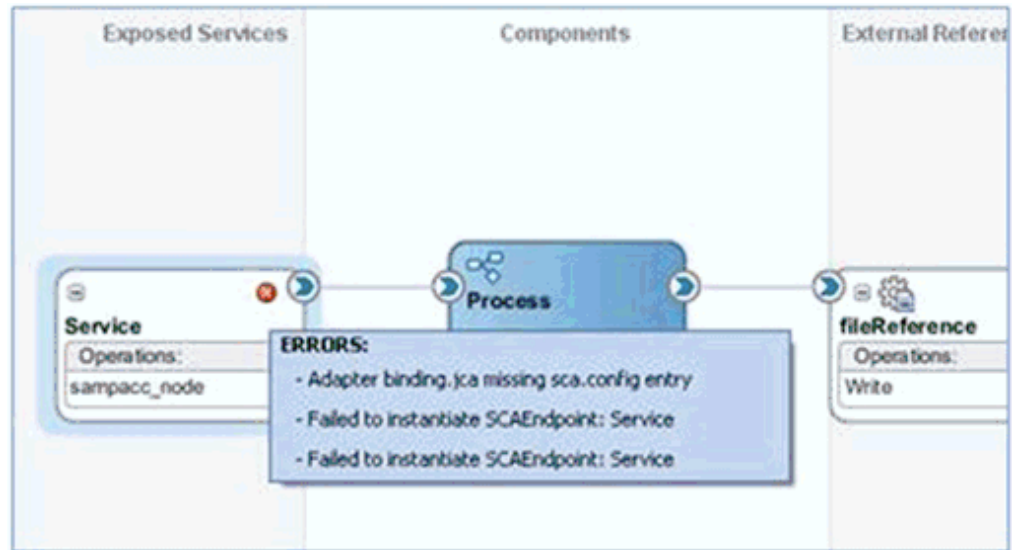 Exposed Services
Components
External Referen
Service
Operations:
sampacc_node
Process
ERRORS:
- Adapter binding.jca missing sca.config entry
- Failed to instantiate SCAEndpoint: Service
- Failed to instantiate SCAEndpoint: Service
fileReference
Operations:
Write